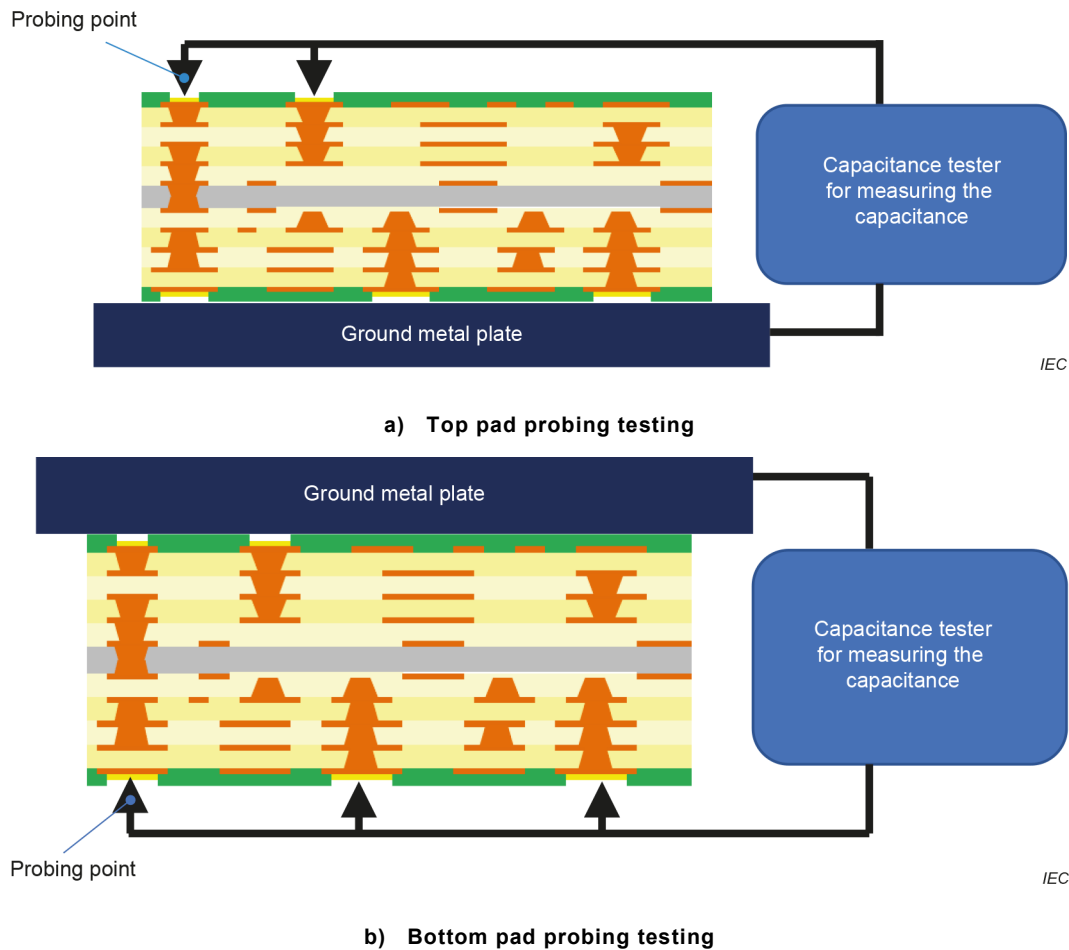 Probing point
Capacitance tester
for measuring the
capacitance
Ground metal plate
IEC
a) Top pad probing testing
Ground metal plate
Capacitance tester
for measuring the
capacitance
Probing point
IEC
b) Bottom pad probing testing